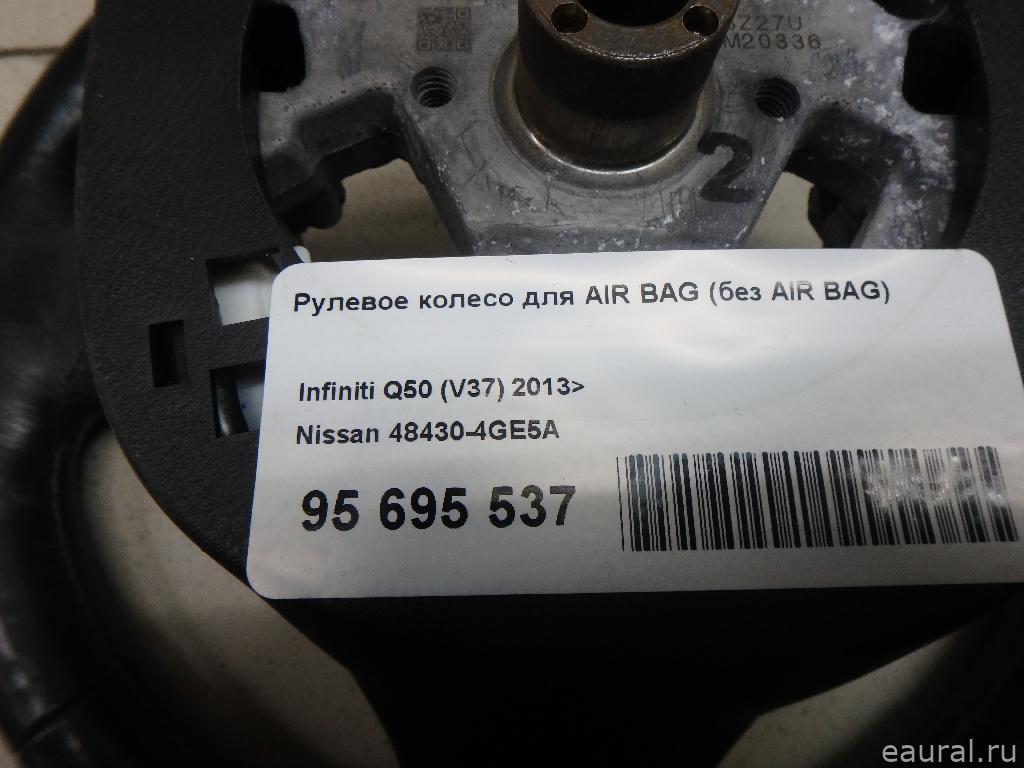 SZ27U
M20336
2
Рулевое колесо для AIR BAG (без AIR BAG)
Infiniti Q50 (V37) 2013>
Nissan 48430-4GE5A
95 695 537
eaural.ru